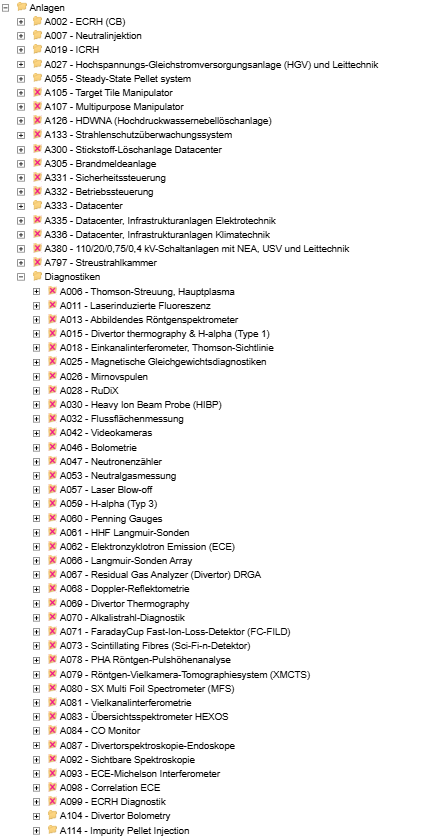 Anlagen
A002 - ECRH (CB)
A007 - Neutralinjektion
A019 - ICRH
A027 - Hochspannungs-Gleichstromversorgungsanlage (HGV) und Leittechnik
A055 - Steady-State Pellet system
A105 - Target Tile Manipulator
A107 - Multipurpose Manipulator
A126 - HDWNA (Hochdruckwassernebellöschanlage)
A133 - Strahlenschutzüberwachungssystem
A300 - Stickstoff-Löschanlage Datacenter
A305 - Brandmeldeanlage
A331 - Sicherheitssteuerung
A332 - Betriebssteuerung
A333 - Datacenter
A335 - Datacenter, Infrastrukturanlagen Elektrotechnik
A336 - Datacenter, Infrastrukturanlagen Klimatechnik
A380 - 110/20/0,75/0,4 kV-Schaltanlagen mit NEA, USV und Leittechnik
A797 - Streustrahlkammer
Diagnostiken
A006 - Thomson-Streuung, Hauptplasma
A011 - Laserinduzierte Fluoreszenz
A013 - Abbildendes Röntgenspektrometer
A015 - Divertor thermography & H-alpha (Type 1)
A018 - Einkanalinterferometer, Thomson-Sichtlinie
A025 - Magnetische Gleichgewichtsdiagnostiken
A026 - Mirnovspulen
A028 - RuDiX
A030 - Heavy Ion Beam Probe (HIBP)
A032 - Flussflächenmessung
A042 - Videokameras
A046 - Bolometrie
A047 - Neutronenzähler
A053 - Neutralgasmessung
A057 - Laser Blow-off
A059 - H-alpha (Typ 3)
A060 - Penning Gauges
A061 - HHF Langmuir-Sonden
A062 - Elektronzyklotron Emission (ECE)
A066 - Langmuir-Sonden Array
A067 - Residual Gas Analyzer (Divertor) DRGA
A068 - Doppler-Reflektometrie
A069 - Divertor Thermography
A070 - Alkalistrahl-Diagnostik
A071 - FaradayCup Fast-Ion-Loss-Detektor (FC-FILD)
A073 - Scintillating Fibres (Sci-Fi-n-Detektor)
A078 - PHA Röntgen-Pulshöhenanalyse
A079 - Röntgen-Vielkamera-Tomographiesystem (XMCTS)
A080 - SX Multi Foil Spectrometer (MFS)
A081 - Vielkanalinterferometrie
A083 - Übersichtsspektrometer HEXOS
A084 - CO Monitor
A087 - Divertorspektroskopie-Endoskope
A092 - Sichtbare Spektroskopie
A093 - ECE-Michelson Interferometer
A098 - Correlation ECE
A099 - ECRH Diagnostik
A104 - Divertor Bolometry
A114 - Impurity Pellet Injection